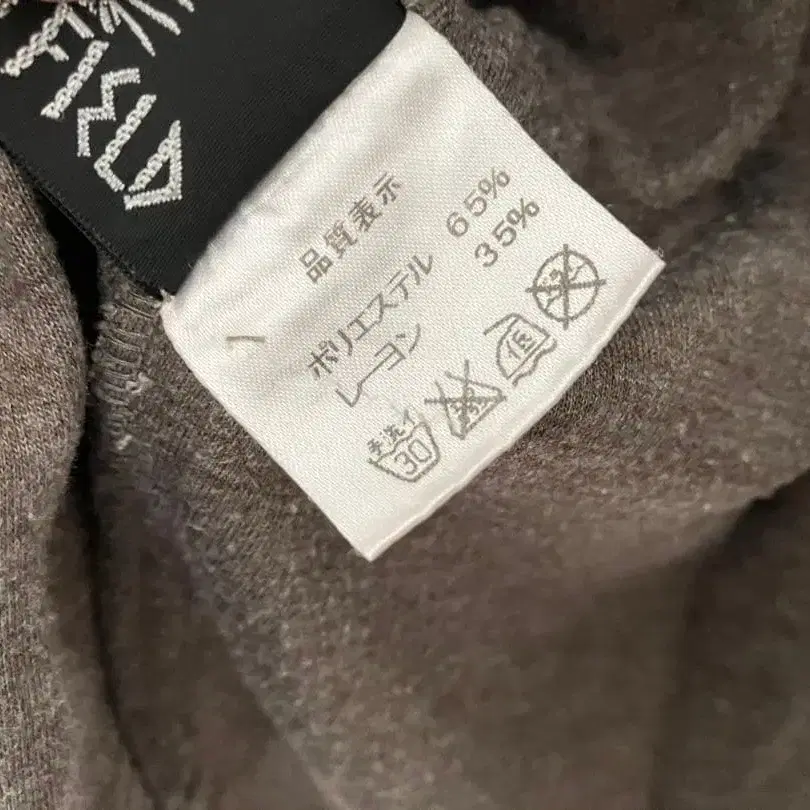 品質表示
ポリエステル 65%
レーヨン 35%
手洗イ
30
低